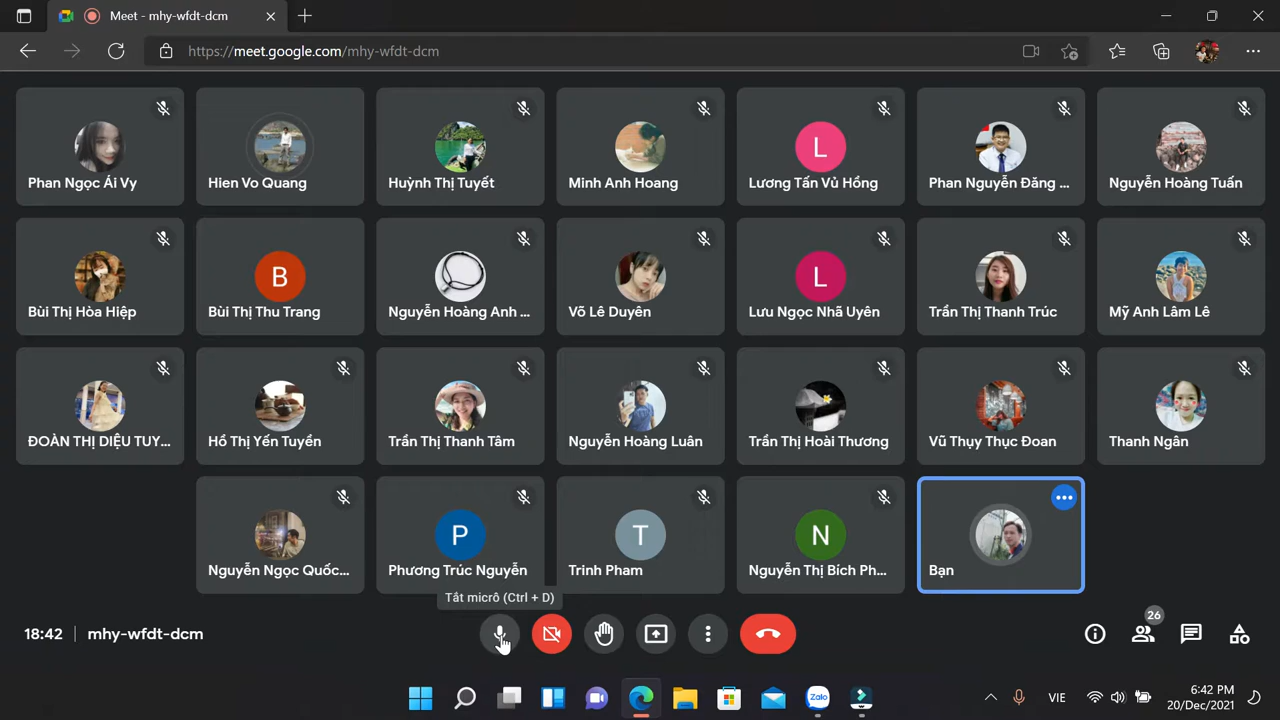 Meet - mhy-wfdt-dcm
https://meet.google.com/mhy-wfdt-dcm
Phan Ngọc Ái Vy
Hien Vo Quang
Huỳnh Thị Tuyết
Minh Anh Hoang
L
Lương Tấn Vủ Hồng
Phan Nguyễn Đăng ...
Nguyễn Hoàng Tuấn
Bùi Thị Hòa Hiệp
B
Bùi Thị Thu Trang
Nguyễn Hoàng Anh ...
Võ Lê Duyên
L
Lưu Ngọc Nhã Uyên
Trần Thị Thanh Trúc
Mỹ Anh Lâm Lê
ĐOÀN THỊ DIỆU TUY...
Hồ Thị Yến Tuyền
Trần Thị Thanh Tâm
Nguyễn Hoàng Luân
Trần Thị Hoài Thương
Vũ Thụy Thục Đoan
Thanh Ngân
Nguyễn Ngọc Quốc...
P
Phương Trúc Nguyễn
T
Trinh Pham
N
Nguyễn Thị Bích Ph...
Bạn
Tắt micrô (Ctrl + D)
18:42 | mhy-wfdt-dcm
26
Zalo
VIE
6:42 PM
20/Dec/2021